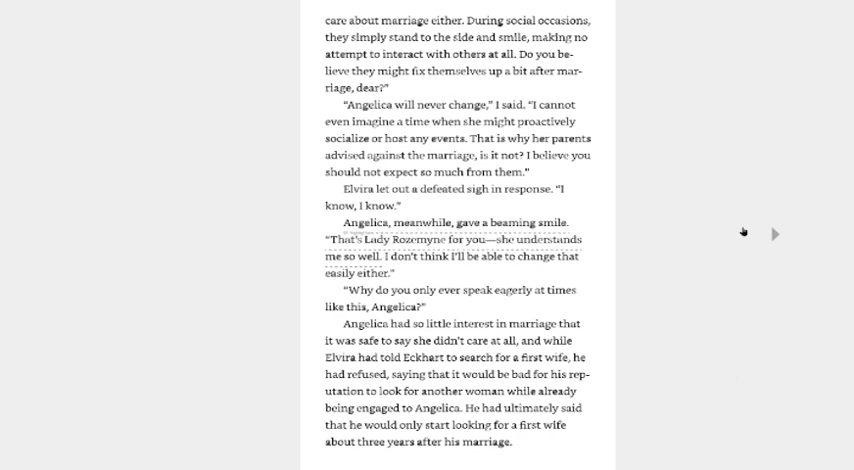 care about marriage either. During social occasions,
they simply stand to the side and smile, making no
attempt to interact with others at all. Do you be-
lieve they might fix themselves up a bit after mar-
riage, dear?”
“Angelica will never change,” I said. “I cannot
even imagine a time when she might proactively
socialize or host any events. That is why her parents
advised against the marriage, is it not? I believe you
should not expect so much from them.”
Elvira let out a defeated sigh in response. “I
know, I know.”
Angelica, meanwhile, gave a beaming smile.
“That’s Lady Rozemyne for you—she understands
me so well. I don’t think I’ll be able to change that
easily either.”
“Why do you only ever speak eagerly at times
like this, Angelica?”
Angelica had so little interest in marriage that
it was safe to say she didn’t care at all, and while
Elvira had told Eckhart to search for a first wife, he
had refused, saying that it would be bad for his rep-
utation to look for another woman while already
being engaged to Angelica. He had ultimately said
that he would only start looking for a first wife
about three years after his marriage.